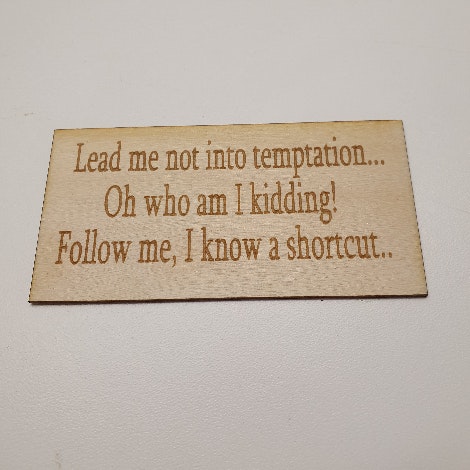 Lead me not into temptation...
Oh who am I kidding!
Follow me, I know a shortcut..